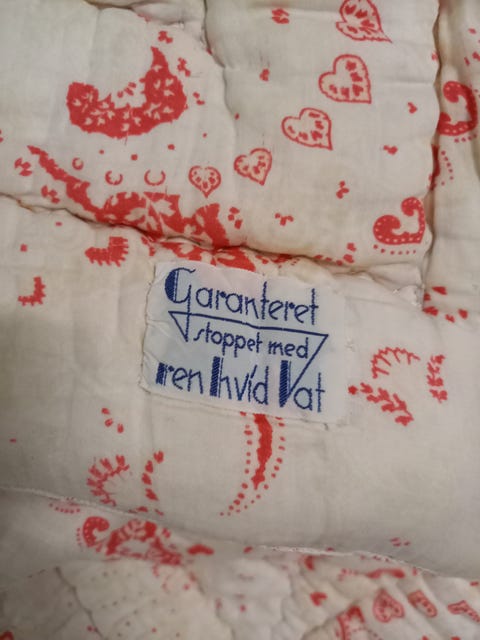 Garanteret
stoppet med
ren hvid Vat